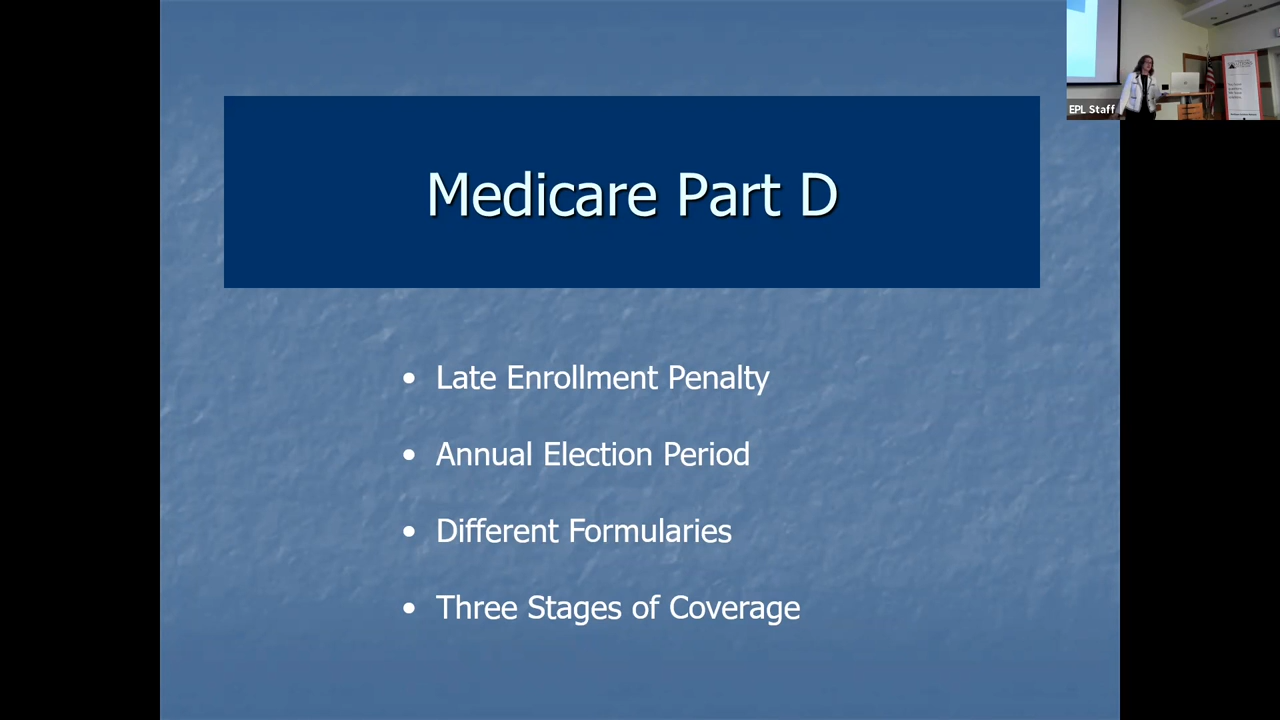 Medicare Part D
EPL Staff
• Late Enrollment Penalty
• Annual Election Period
• Different Formularies
• Three Stages of Coverage